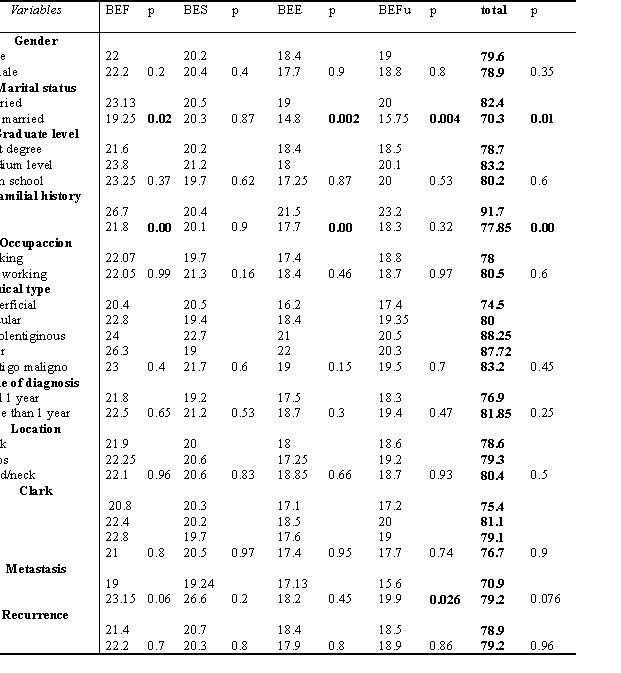 Variables BEF p BES p BEE p BEFu p total p
Gender
e 22 20.2 18.4 19 79.6
ale 22.2 0.2 20.4 0.4 17.7 0.9 18.8 0.8 78.9 0.35
Marital status
ried 23.13 20.5 19 20 82.4
married 19.25 0.02 20.3 0.87 14.8 0.002 15.75 0.004 70.3 0.01
Graduate level
t degree 21.6 20.2 18.4 18.5 78.7
dium level 23.8 21.2 18 20.1 83.2
n school 23.25 0.37 19.7 0.62 17.25 0.87 20 0.53 80.2 0.6
amilial history
26.7 20.4 21.5 23.2 91.7
21.8 0.00 20.1 0.9 17.7 0.00 18.3 0.32 77.85 0.00
Occupaccion
king 22.07 19.7 17.4 18.8 78
working 22.05 0.99 21.3 0.16 18.4 0.46 18.7 0.97 80.5 0.6
ical type
erficial 20.4 20.5 16.2 17.4 74.5
ular 22.8 19.4 18.4 19.35 80
olentiginous 24 22.7 21 20.5 88.25
r 26.3 19 22 20.3 87.72
tigo maligno 23 0.4 21.7 0.6 19 0.15 19.5 0.7 83.2 0.45
e of diagnosis
l 1 year 21.8 19.2 17.5 18.3 76.9
e than 1 year 22.5 0.65 21.2 0.53 18.7 0.3 19.4 0.47 81.85 0.25
Location
k 21.9 20 18 18.6 78.6
os 22.25 20.6 17.25 19.2 79.3
d/neck 22.1 0.96 20.6 0.83 18.85 0.66 18.7 0.93 80.4 0.5
Clark
20.8 20.3 17.1 17.2 75.4
22.4 20.2 18.5 20 81.1
22.8 19.7 17.6 19 79.1
21 0.8 20.5 0.97 17.4 0.95 17.7 0.74 76.7 0.9
Metastasis
19 19.24 17.13 15.6 70.9
23.15 0.06 26.6 0.2 18.2 0.45 19.9 0.026 79.2 0.076
Recurrence
21.4 20.7 18.4 18.5 78.9
22.2 0.7 20.3 0.8 17.9 0.8 18.9 0.86 79.2 0.96